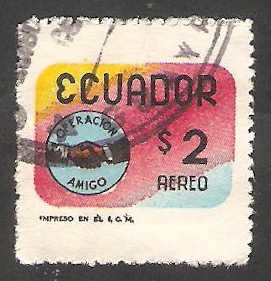 ECUADOR
OPERACION
AMIGO
$2
AEREO
IMPRESO EN EL I. G. M.